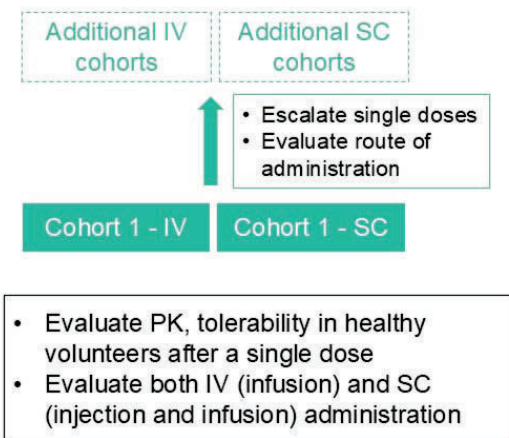 Additional IV
cohorts
Additional SC
cohorts
• Escalate single doses
• Evaluate route of
administration
Cohort 1 - IV
Cohort 1 - SC
• Evaluate PK, tolerability in healthy
volunteers after a single dose
• Evaluate both IV (infusion) and SC
(injection and infusion) administration